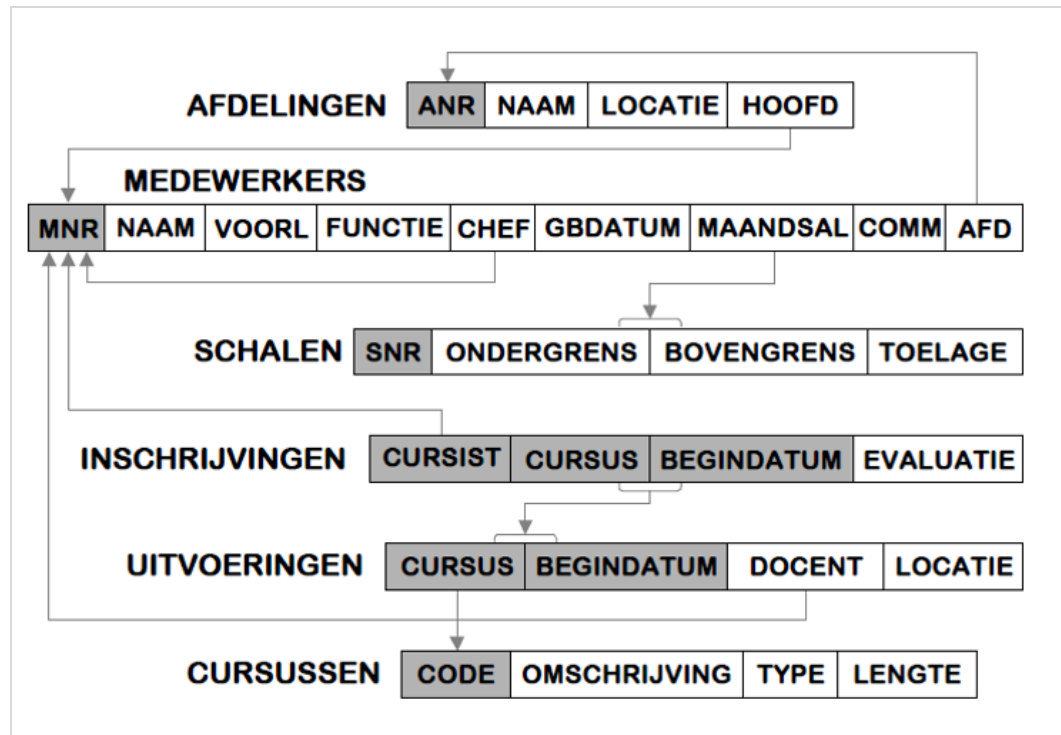 AFDELINGEN ANR NAAM LOCATIE HOOFD
MEDEWERKERS
MNR NAAM VOORL FUNCTIE CHEF GBDATUM MAANDSAL COMM AFD
SCHALEN SNR ONDERGRENS BOVENGRENS TOELAGE
INSCHRIJVINGEN CURSIST CURSUS BEGINDATUM EVALUATIE
UITVOERINGEN CURSUS BEGINDATUM DOCENT LOCATIE
CURSUSSEN CODE OMSCHRIJVING TYPE LENGTE